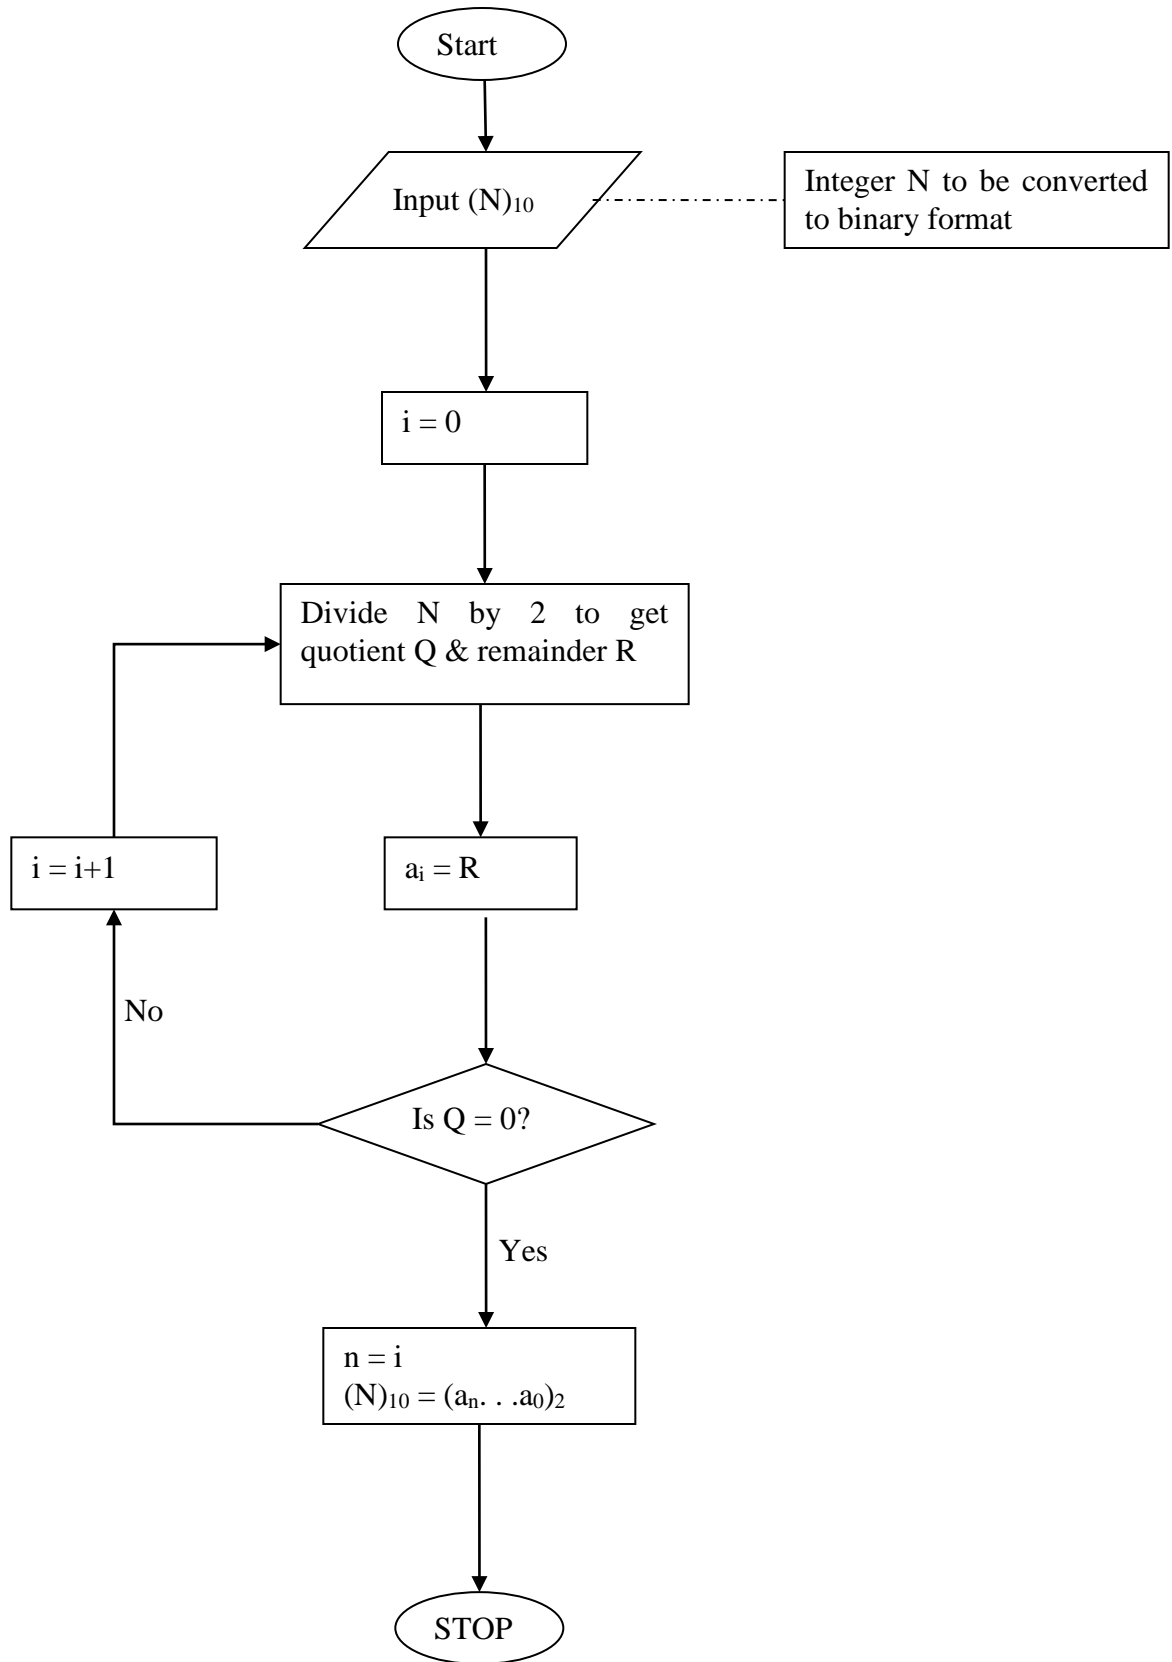 Start
Input (N)₁₀
Integer N to be converted
to binary format
i = 0
Divide N by 2 to get
quotient Q & remainder R
i = i+1
aᵢ = R
No
Is Q = 0?
Yes
n = i
(N)₁₀ = (aₙ. . .a₀)₂
STOP